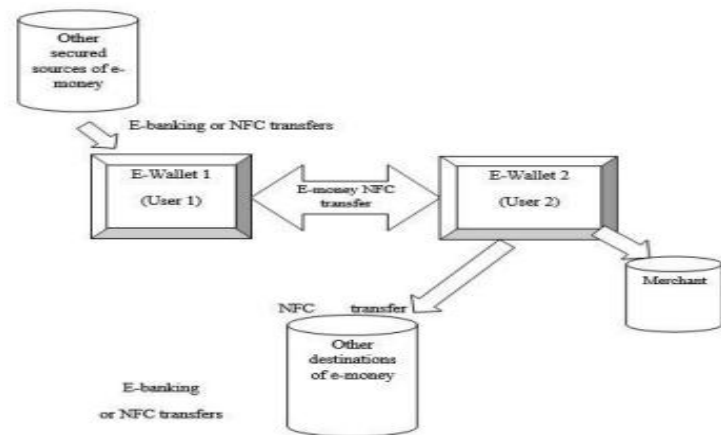 Other
secured
sources of e-
money
E-banking or NFC transfers
E-Wallet 1
(User 1)
E-money NFC
transfer
E-Wallet 2
(User 2)
Merchant
NFC transfer
Other
destinations
of e-money
E-banking
or NFC transfers